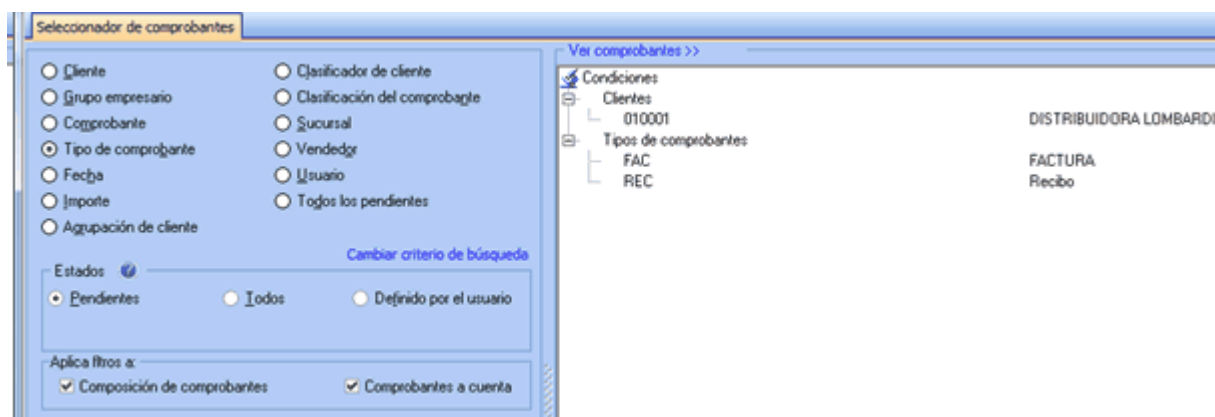 Seleccionador de comprobantes
Cliente
Clasificador de cliente
Grupo empresario
Clasificación del comprobante
Comprobante
Sucursal
Tipo de comprobante
Vendedor
Fecha
Usuario
Importe
Todos los pendientes
Agrupación de cliente
Cambiar criterio de búsqueda
Estados
Pendientes
Todos
Definido por el usuario
Aplica fitros a:
Composición de comprobantes
Comprobantes a cuenta
Ver comprobantes >>
Condiciones
Clientes
010001 DISTRIBUIDORA LOMBARDI
Tipos de comprobantes
FAC FACTURA
REC Recibo